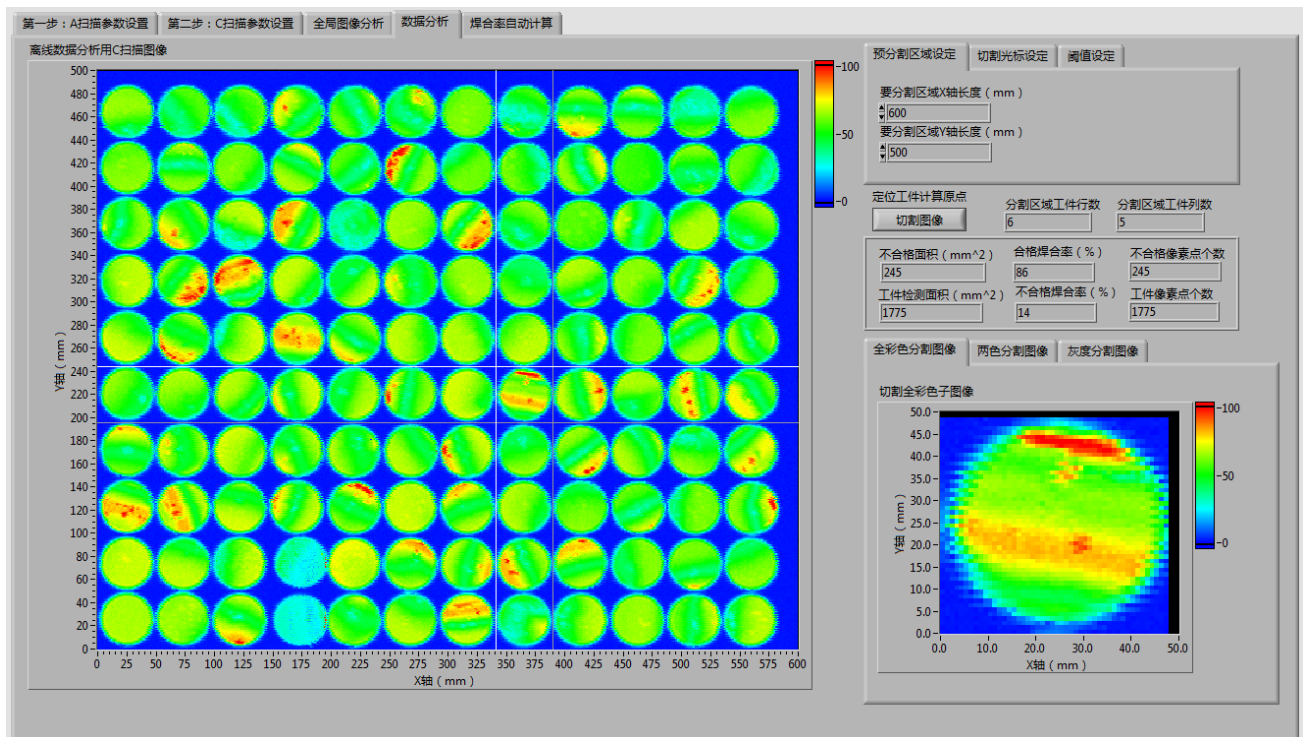 第一步：A扫描参数设置 第二步：C扫描参数设置 全局图像分析 数据分析 焊合率自动计算
离线数据分析用C扫描图像
500
480
460
440
420
400
380
360
340
320
300
280
260
240
220
200
180
160
140
120
100
80
60
40
20
0
Y轴（mm）
0 25 50 75 100 125 150 175 200 225 250 275 300 325 350 375 400 425 450 475 500 525 550 575 600
X轴（mm）
100
50
0
预分割区域设定 切割光标设定 阈值设定
要分割区域X轴长度（mm）
600
要分割区域Y轴长度（mm）
500
定位工件计算原点 分割区域工件行数 分割区域工件列数
切割图像 6 5
不合格面积（mm^2） 合格焊合率（%） 不合格像素点个数
245 86 245
工件检测面积（mm^2） 不合格焊合率（%） 工件像素点个数
1775 14 1775
全彩色分割图像 两色分割图像 灰度分割图像
切割全彩色子图像
50.0
45.0
40.0
35.0
30.0
25.0
20.0
15.0
10.0
5.0
0.0
Y轴（mm）
0.0 10.0 20.0 30.0 40.0 50.0
X轴（mm）
100
50
0